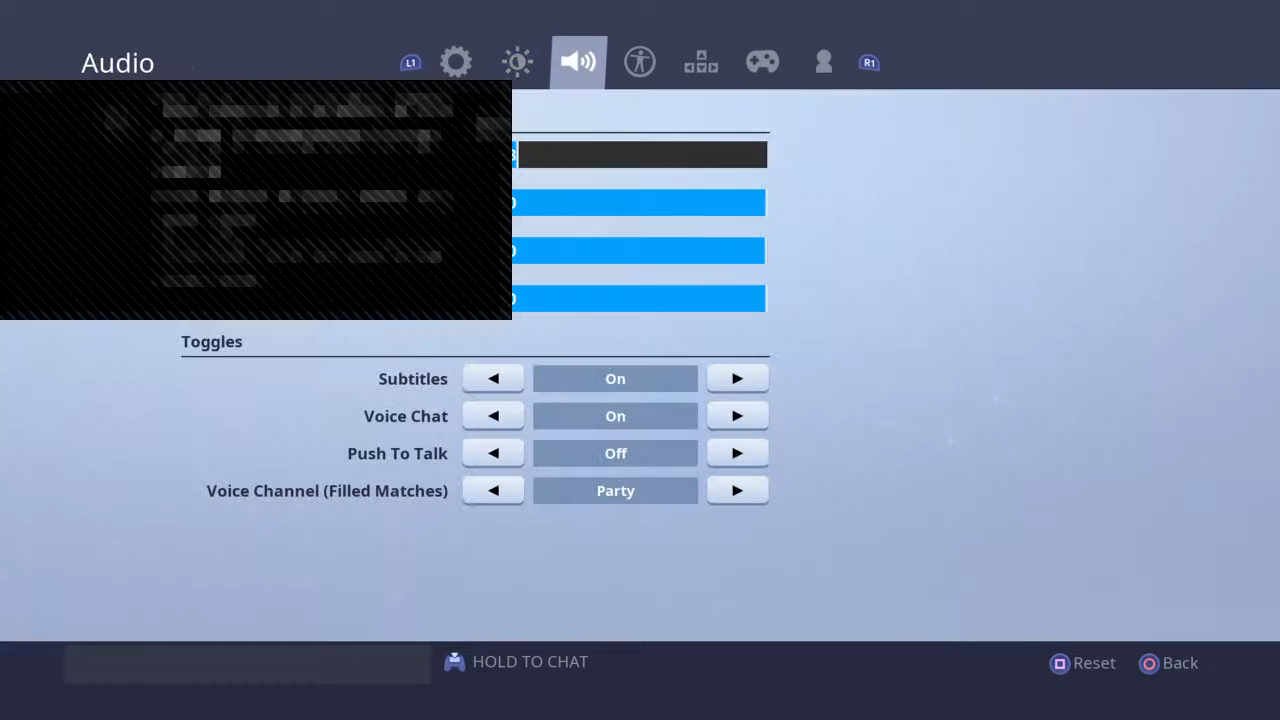 Audio
L1
R1
Toggles
Subtitles On
Voice Chat On
Push To Talk Off
Voice Channel (Filled Matches) Party
HOLD TO CHAT
Reset
Back